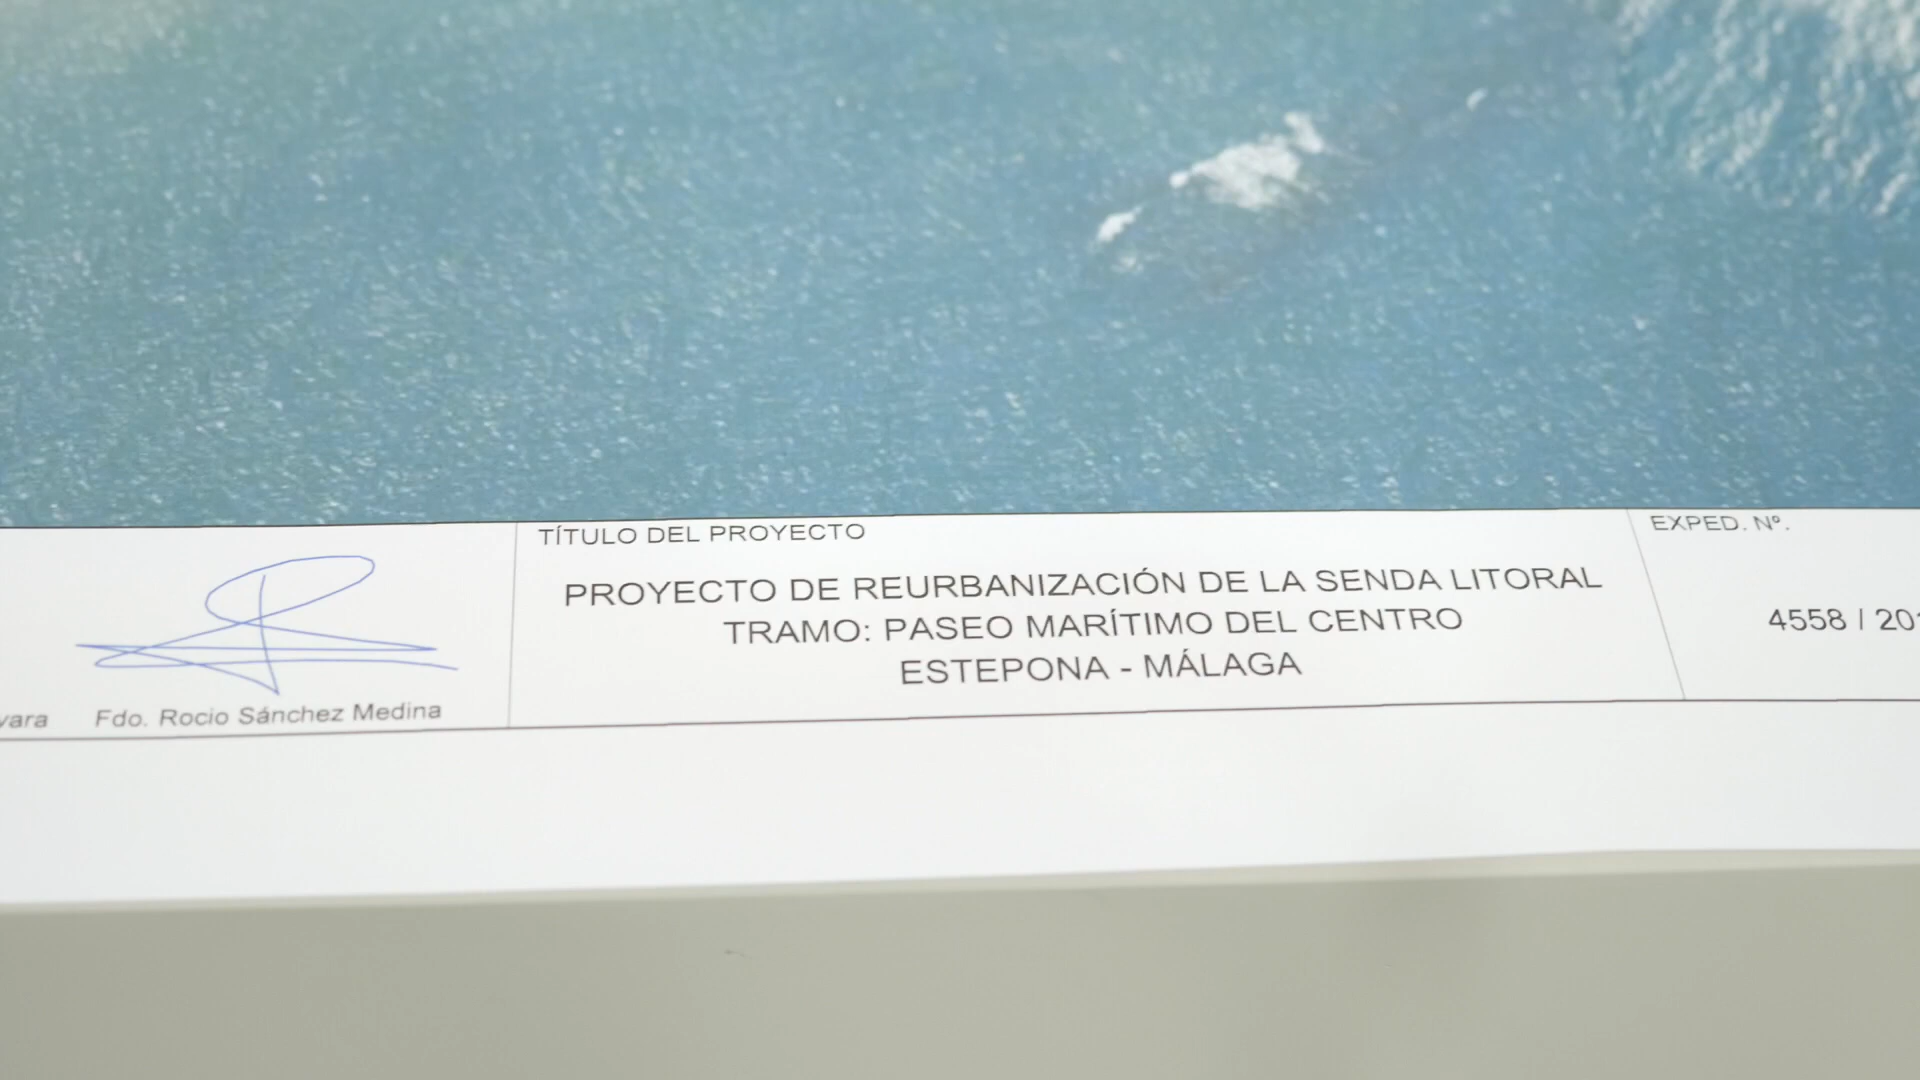 TÍTULO DEL PROYECTO
PROYECTO DE REURBANIZACIÓN DE LA SENDA LITORAL
TRAMO: PASEO MARÍTIMO DEL CENTRO
ESTEPONA - MÁLAGA
Fdo. Rocio Sánchez Medina
EXPED. Nº.
4558 / 20